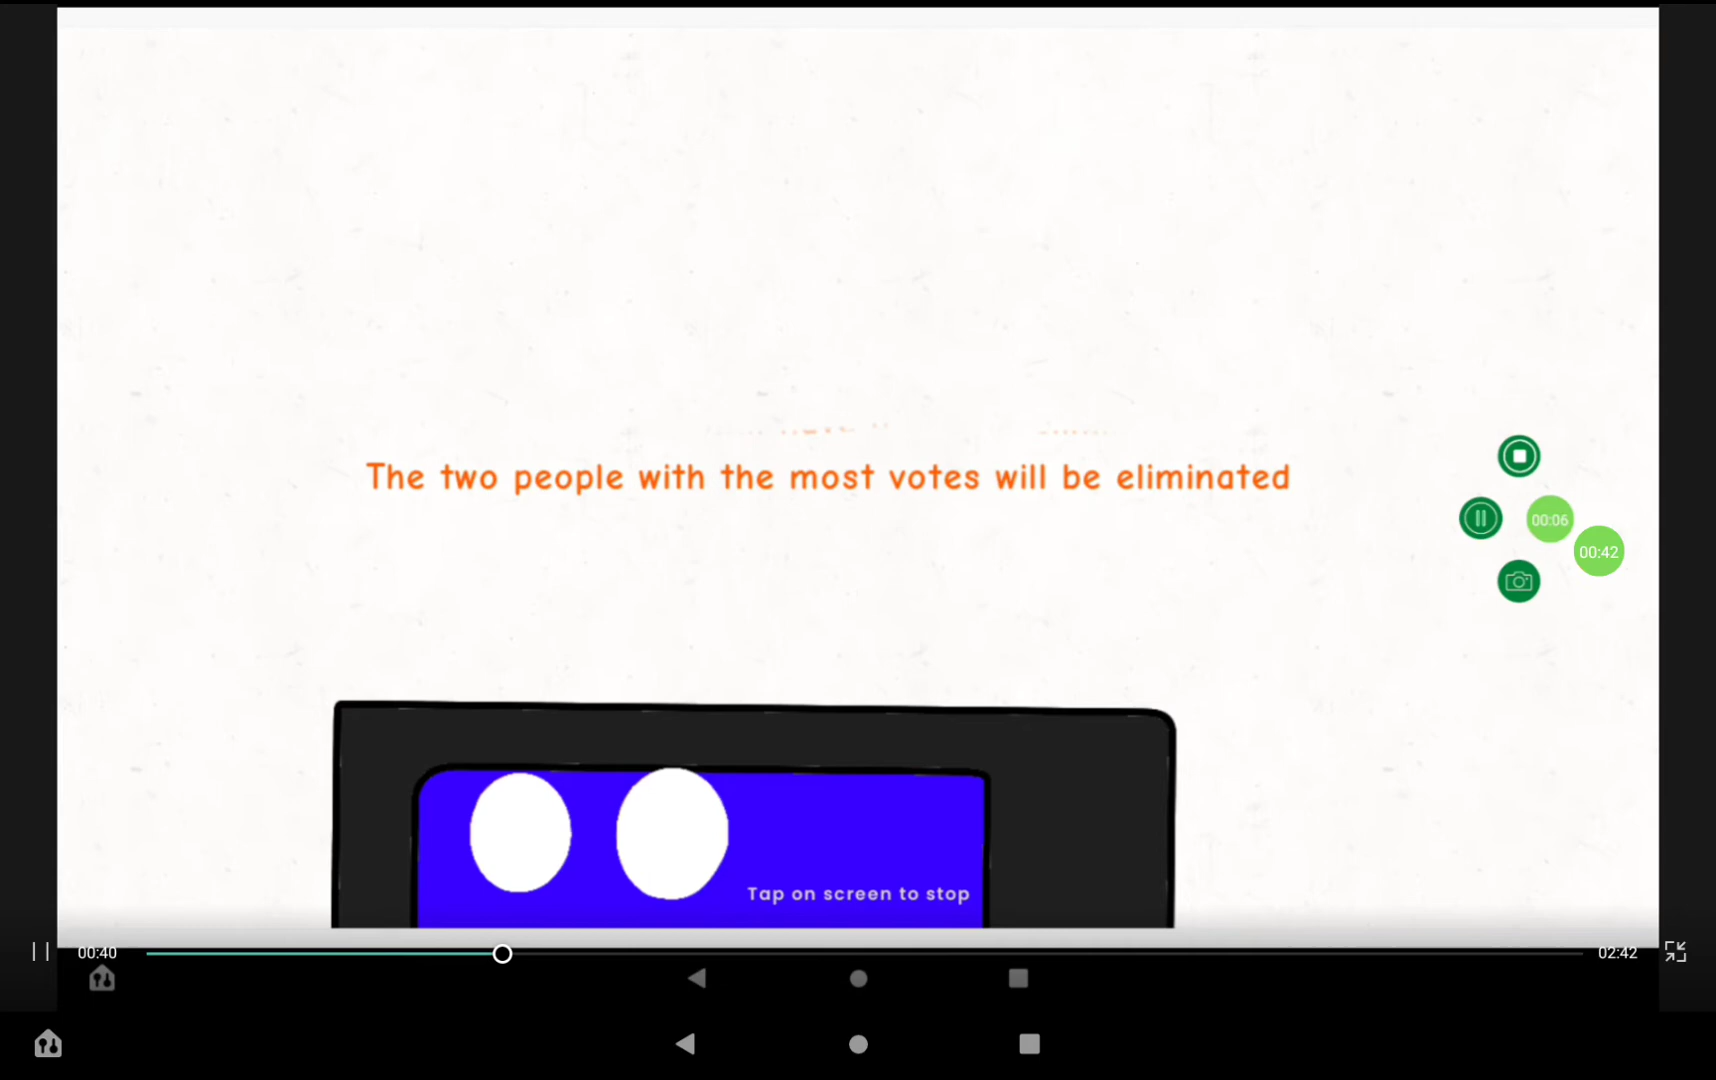 The two people with the most votes will be eliminated
00:06
00:42
Tap on screen to stop
00:40
02:42